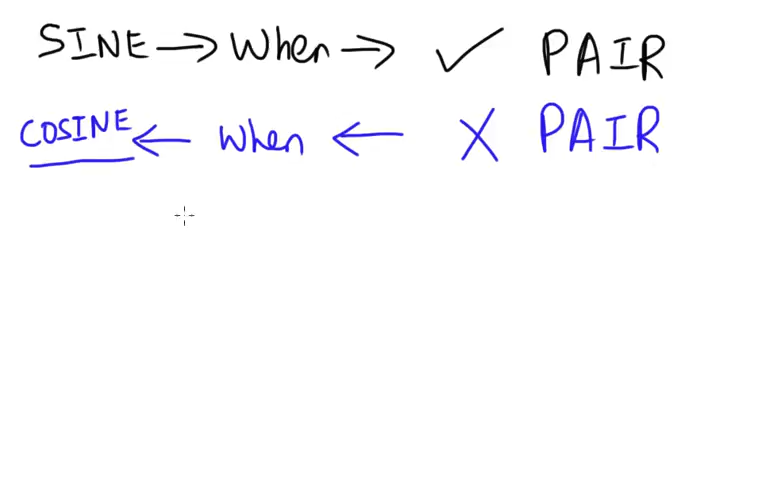 SINE → When → ✓ PAIR
COSINE ← When ← X PAIR